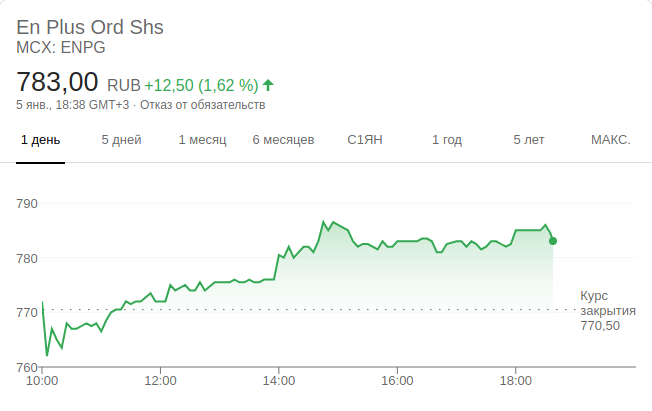 En Plus Ord Shs
MCX: ENPG
783,00 RUB +12,50 (1,62 %)
5 янв., 18:38 GMT+3 · Отказ от обязательств
1 день 5 дней 1 месяц 6 месяцев С1ЯН 1 год 5 лет МАКС.
790
780
770
760
Курс
закрытия
770,50
10:00 12:00 14:00 16:00 18:00